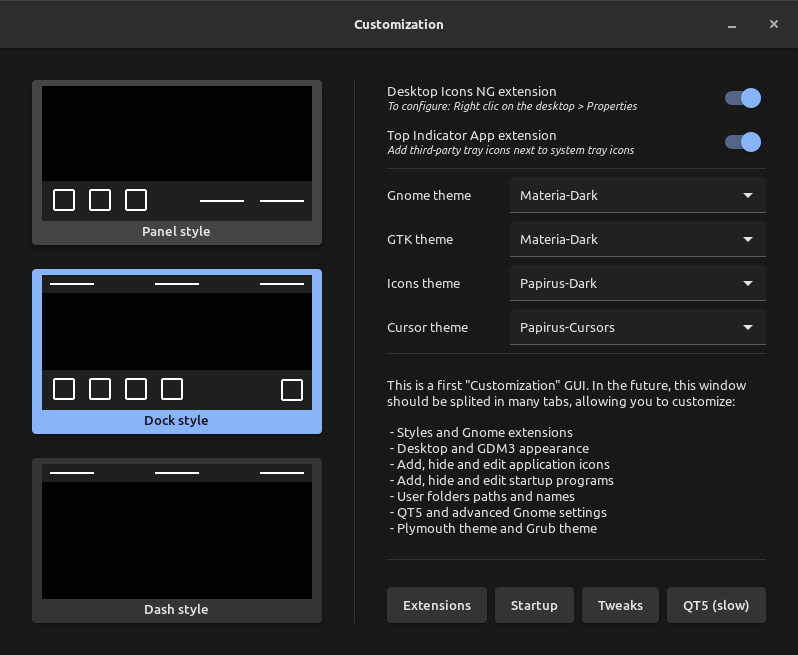 Customization
Panel style
Dock style
Dash style
Desktop Icons NG extension
To configure: Right clic on the desktop > Properties
Top Indicator App extension
Add third-party tray icons next to system tray icons
Gnome theme Materia-Dark
GTK theme Materia-Dark
Icons theme Papirus-Dark
Cursor theme Papirus-Cursors
This is a first "Customization" GUI. In the future, this window
should be splited in many tabs, allowing you to customize:
- Styles and Gnome extensions
- Desktop and GDM3 appearance
- Add, hide and edit application icons
- Add, hide and edit startup programs
- User folders paths and names
- QT5 and advanced Gnome settings
- Plymouth theme and Grub theme
Extensions Startup Tweaks QT5 (slow)